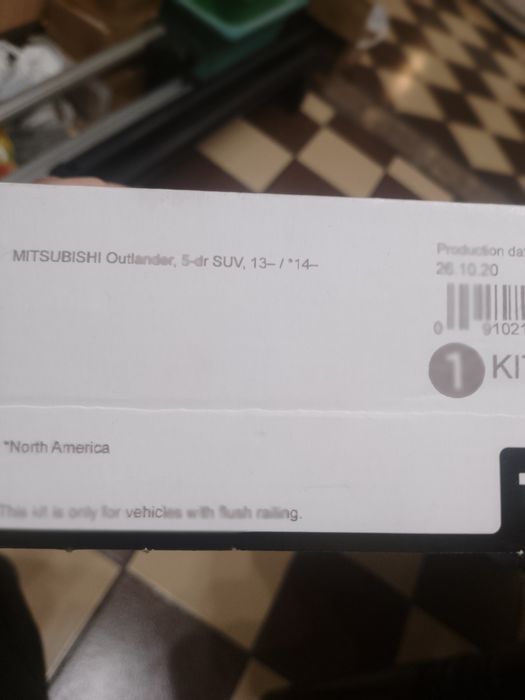 MITSUBISHI Outlander, 5-dr SUV, 13– / *14–
Production da
26.10.20
0 91021
1 KIT
*North America
This kit is only for vehicles with flush railing.